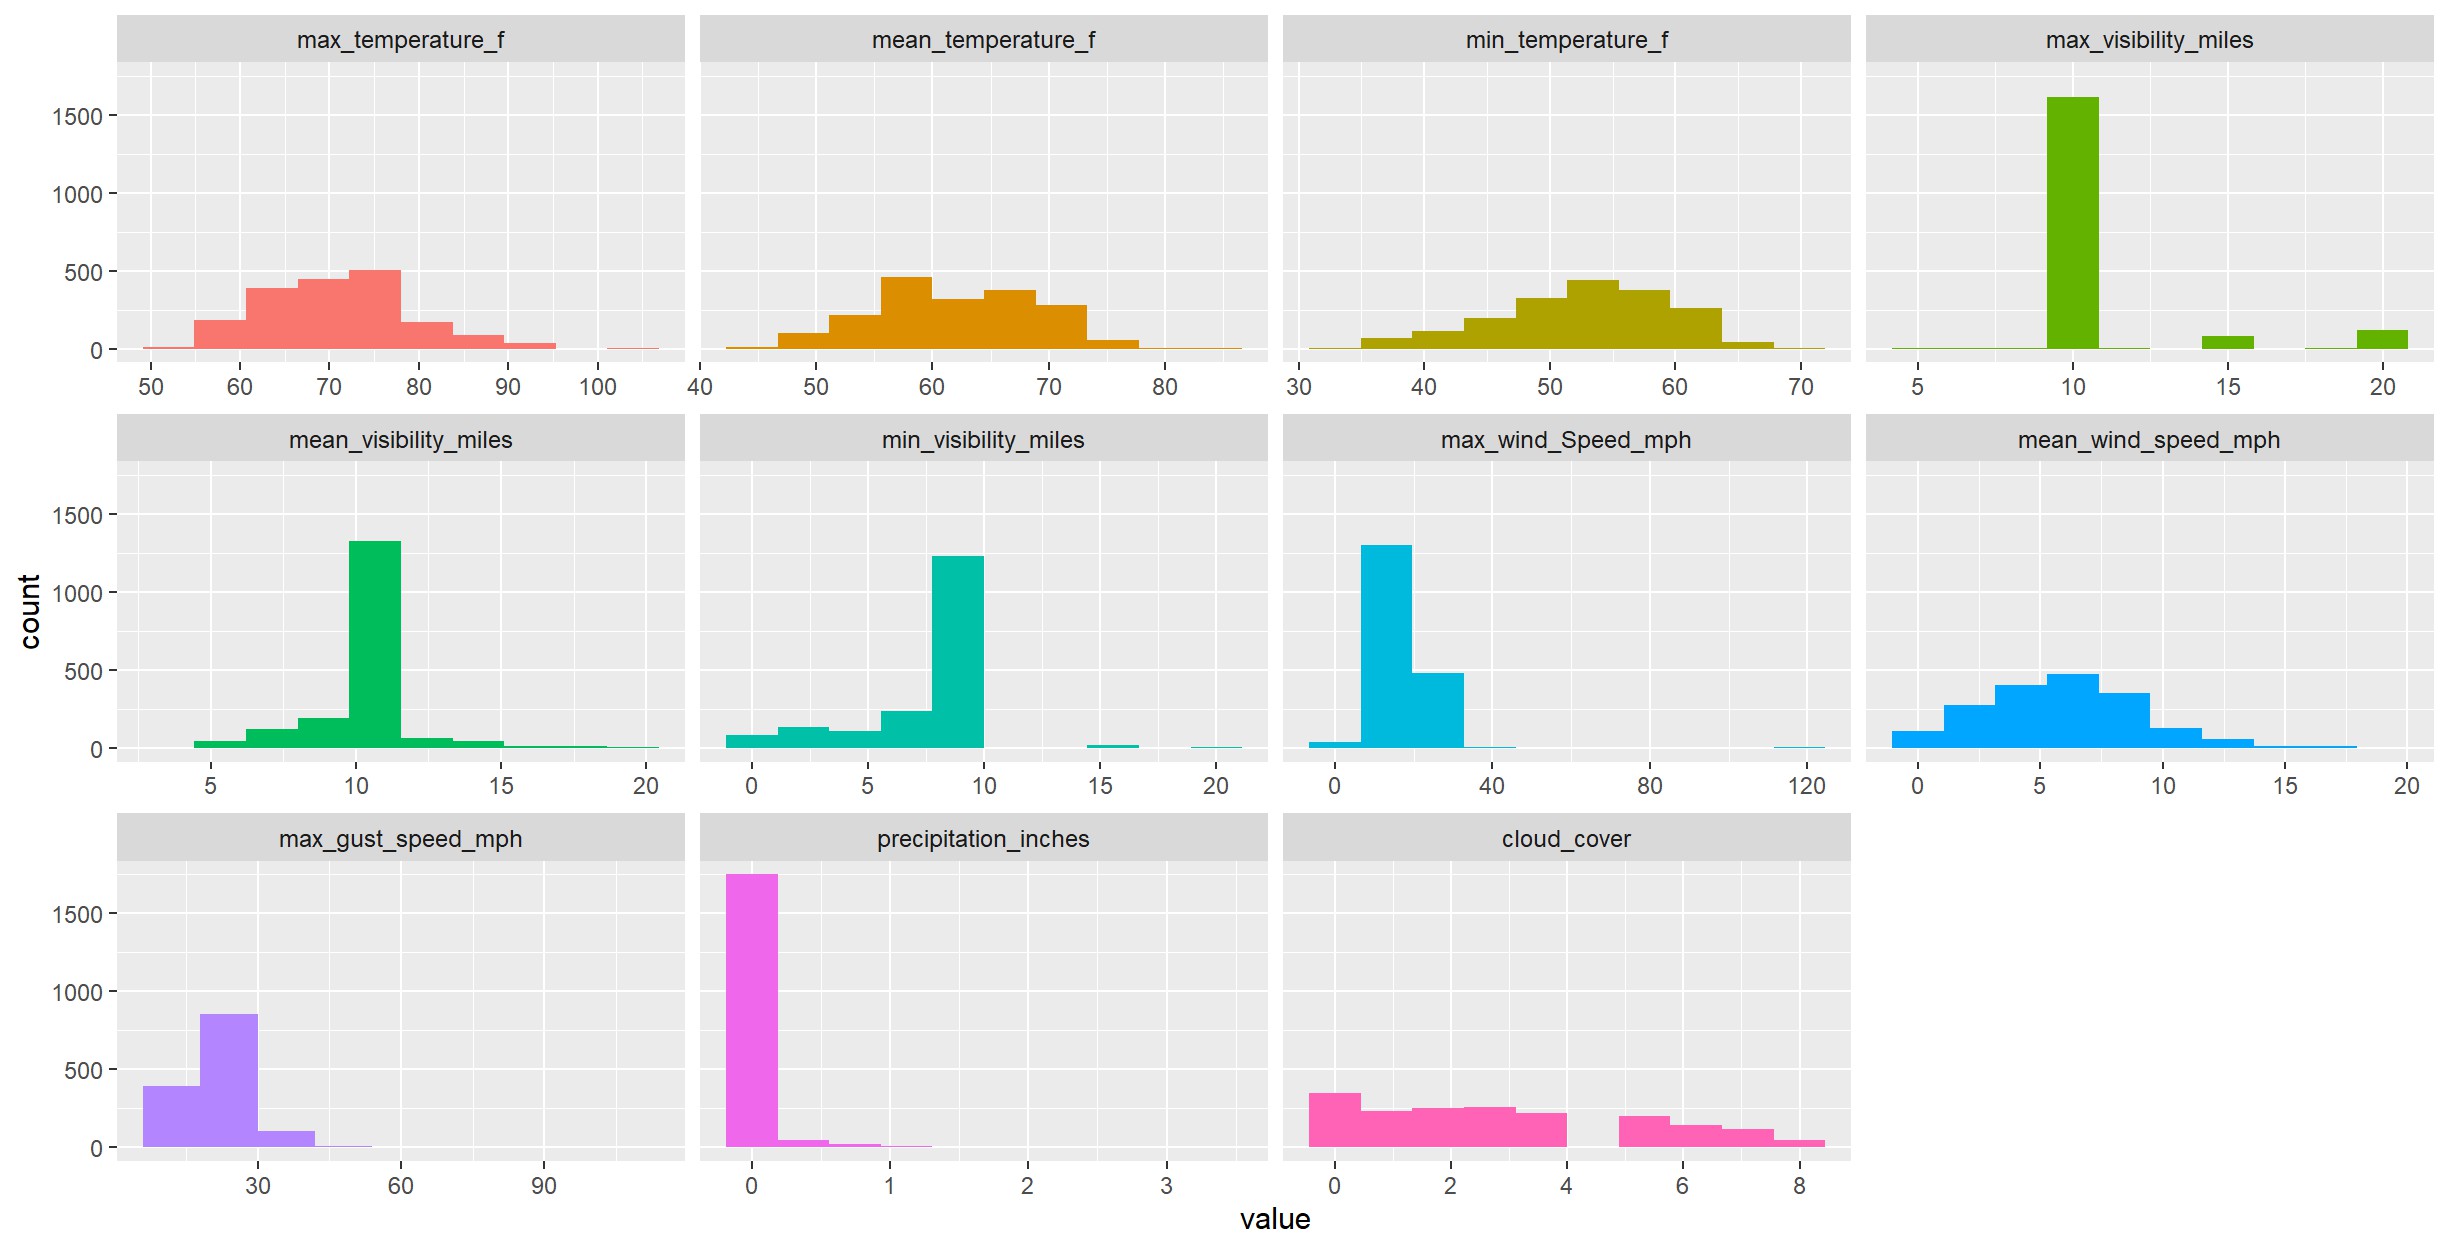 max_temperature_f
mean_temperature_f
min_temperature_f
max_visibility_miles
1500
1000
500
0
50 60 70 80 90 100
40 50 60 70 80
30 40 50 60 70
5 10 15 20
mean_visibility_miles
min_visibility_miles
max_wind_Speed_mph
mean_wind_speed_mph
count
1500
1000
500
0
5 10 15 20
0 5 10 15 20
0 40 80 120
0 5 10 15 20
max_gust_speed_mph
precipitation_inches
cloud_cover
1500
1000
500
0
30 60 90
0 1 2 3
0 2 4 6 8
value